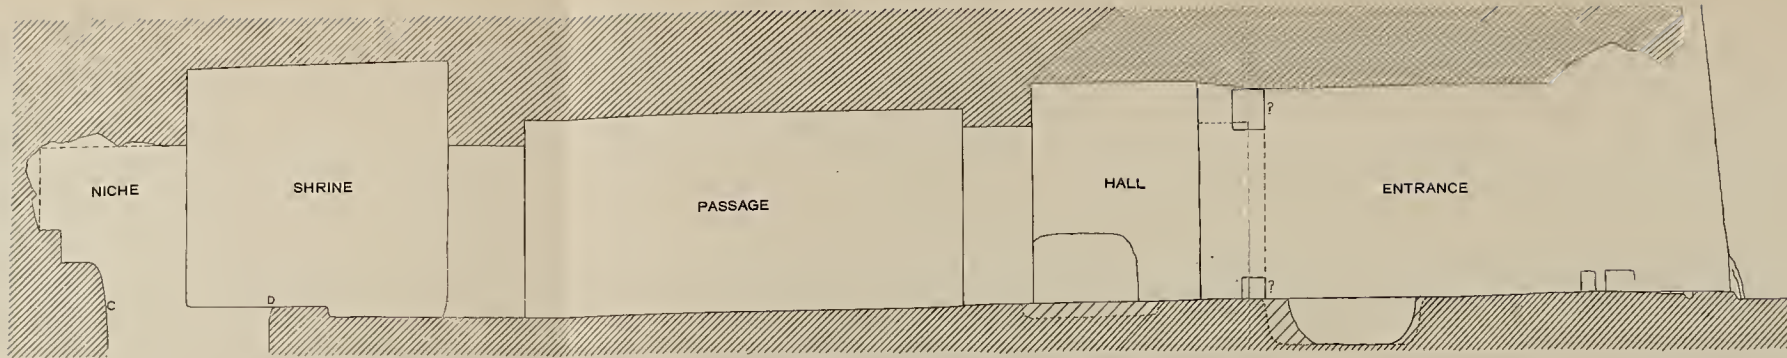 NICHE
SHRINE
PASSAGE
HALL
ENTRANCE
?
?
C
D